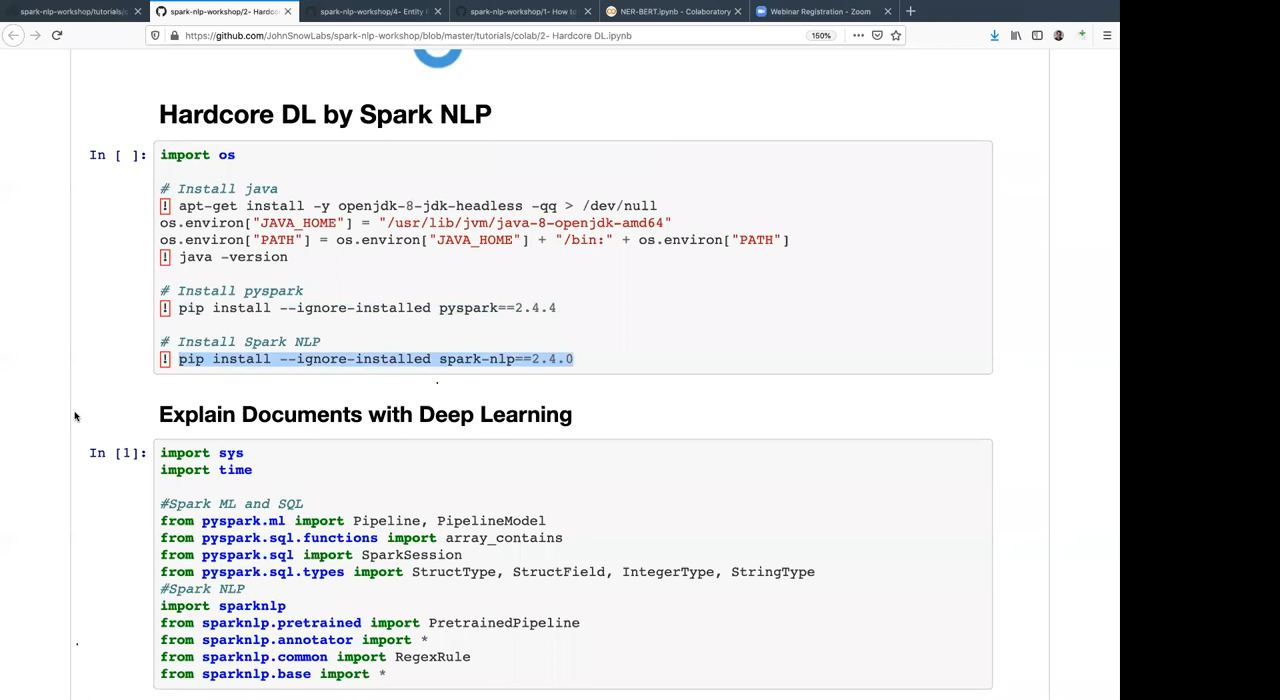 spark-nlp-workshop/tutorials/c
spark-nlp-workshop/2- Hardco
spark-nlp-workshop/4- Entity
spark-nlp-workshop/1- How to
NER-BERT.ipynb - Colaboratory
Webinar Registration - Zoom
https://github.com/JohnSnowLabs/spark-nlp-workshop/blob/master/tutorials/colab/2- Hardcore DL.ipynb
150%
Hardcore DL by Spark NLP
In [ ]:
import os
# Install java
! apt-get install -y openjdk-8-jdk-headless -qq > /dev/null
os.environ["JAVA_HOME"] = "/usr/lib/jvm/java-8-openjdk-amd64"
os.environ["PATH"] = os.environ["JAVA_HOME"] + "/bin:" + os.environ["PATH"]
! java -version
# Install pyspark
! pip install --ignore-installed pyspark==2.4.4
# Install Spark NLP
! pip install --ignore-installed spark-nlp==2.4.0
Explain Documents with Deep Learning
In [1]:
import sys
import time
#Spark ML and SQL
from pyspark.ml import Pipeline, PipelineModel
from pyspark.sql.functions import array_contains
from pyspark.sql import SparkSession
from pyspark.sql.types import StructType, StructField, IntegerType, StringType
#Spark NLP
import sparknlp
from sparknlp.pretrained import PretrainedPipeline
from sparknlp.annotator import *
from sparknlp.common import RegexRule
from sparknlp.base import *